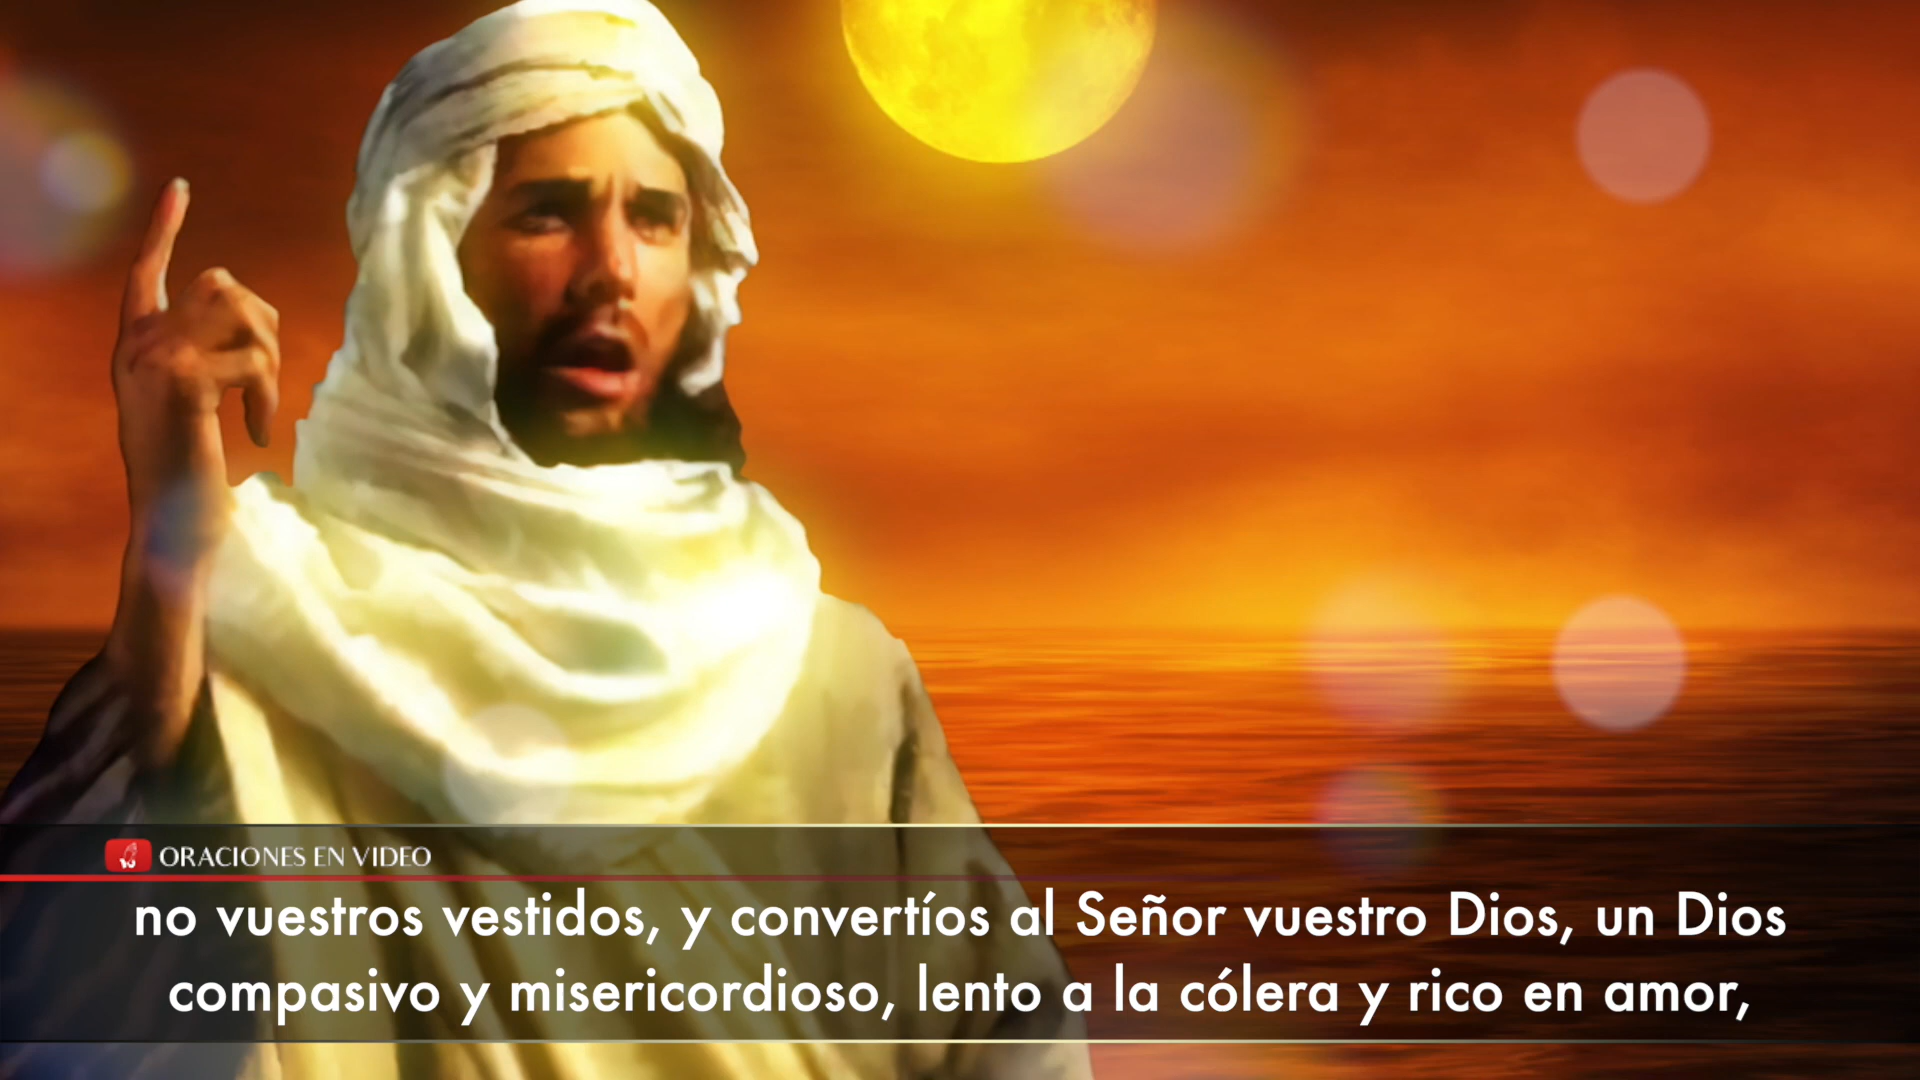 ORACIONES EN VIDEO
no vuestros vestidos, y convertíos al Señor vuestro Dios, un Dios
compasivo y misericordioso, lento a la cólera y rico en amor,